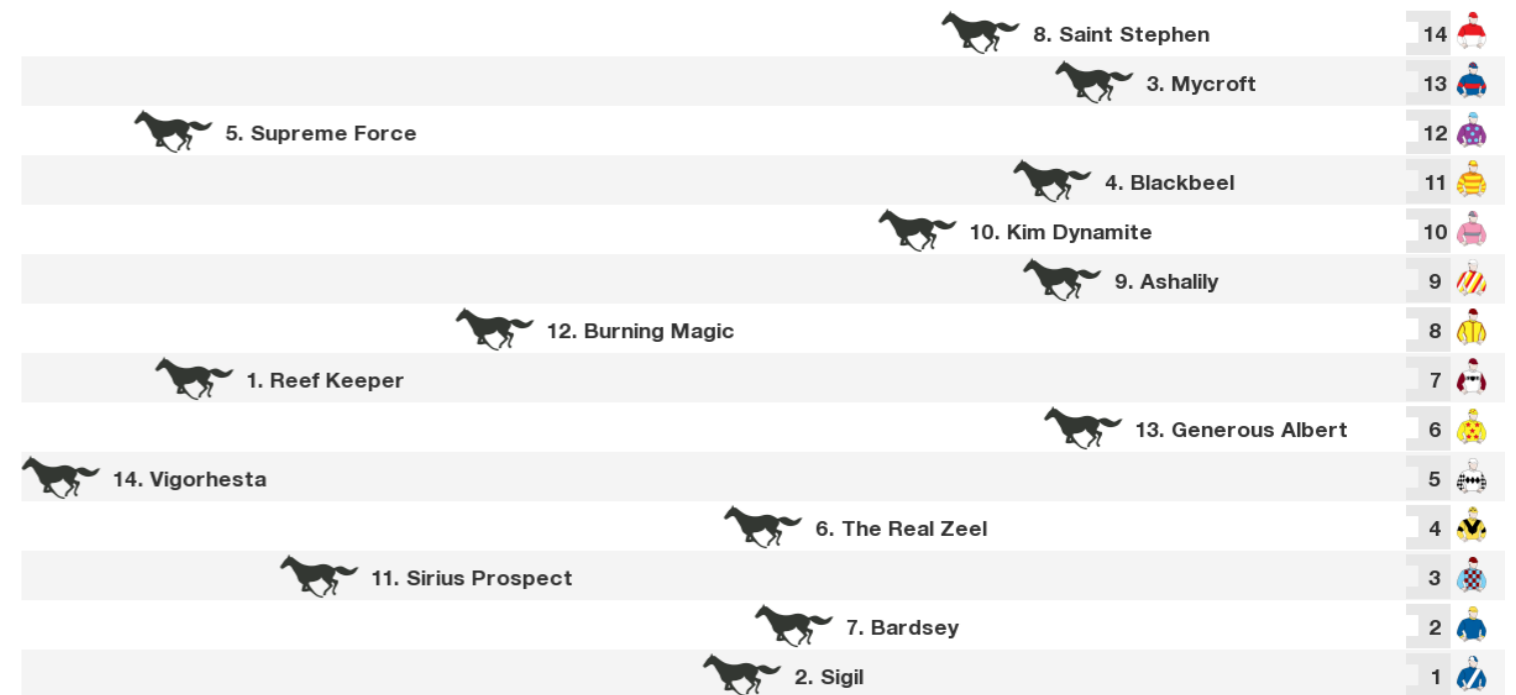 8. Saint Stephen 14
3. Mycroft 13
5. Supreme Force 12
4. Blackbeel 11
10. Kim Dynamite 10
9. Ashalily 9
12. Burning Magic 8
1. Reef Keeper 7
13. Generous Albert 6
14. Vigorhesta 5
6. The Real Zeel 4
11. Sirius Prospect 3
7. Bardsey 2
2. Sigil 1